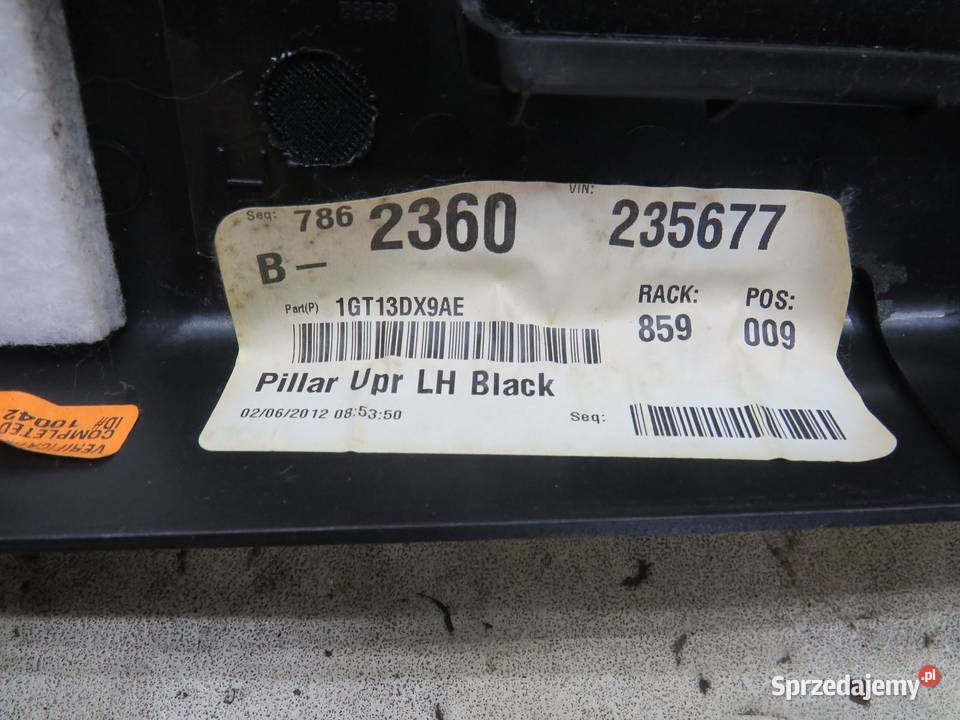 Seq: 786 2360 VIN: 235677
B-
Part(P) 1GT13DX9AE
RACK: POS:
859 009
Pillar Upr LH Black
02/06/2012 08:53:50 Seq:
COMPLETED
ID# 10042
Sprzedajemy.pl